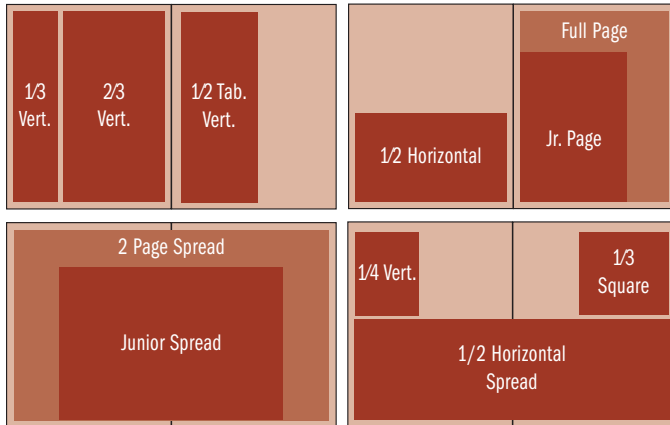 1/3
Vert.
2/3
Vert.
1/2 Tab.
Vert.
1/2 Horizontal
Full Page
Jr. Page
2 Page Spread
Junior Spread
1/4 Vert.
1/3
Square
1/2 Horizontal
Spread